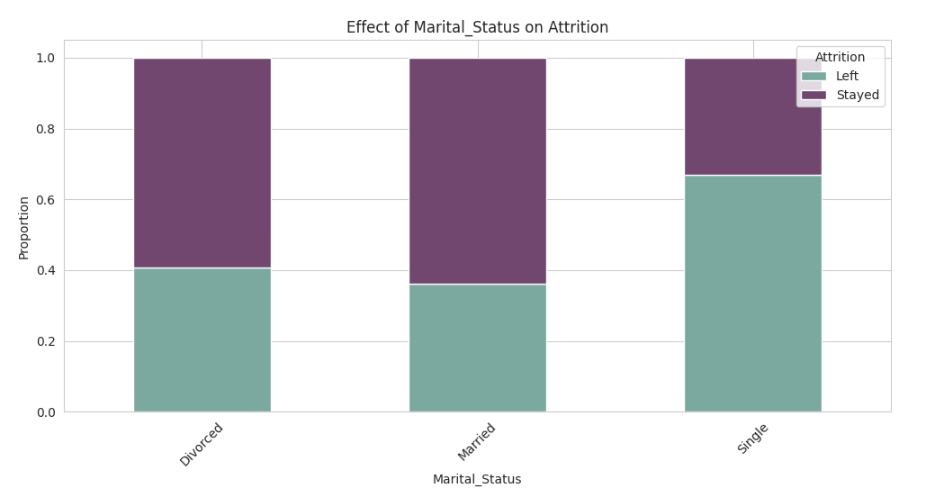 Effect of Marital_Status on Attrition
Attrition
Left
Stayed
Proportion
1.0
0.8
0.6
0.4
0.2
0.0
Divorced
Married
Single
Marital_Status